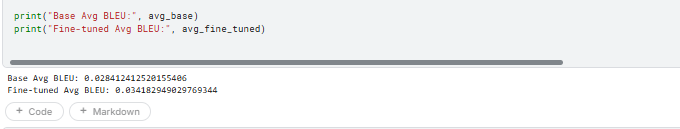 print("Base Avg BLEU:", avg_base)
print("Fine-tuned Avg BLEU:", avg_fine_tuned)
Base Avg BLEU: 0.028412412520155406
Fine-tuned Avg BLEU: 0.034182949029769344
+ Code + Markdown